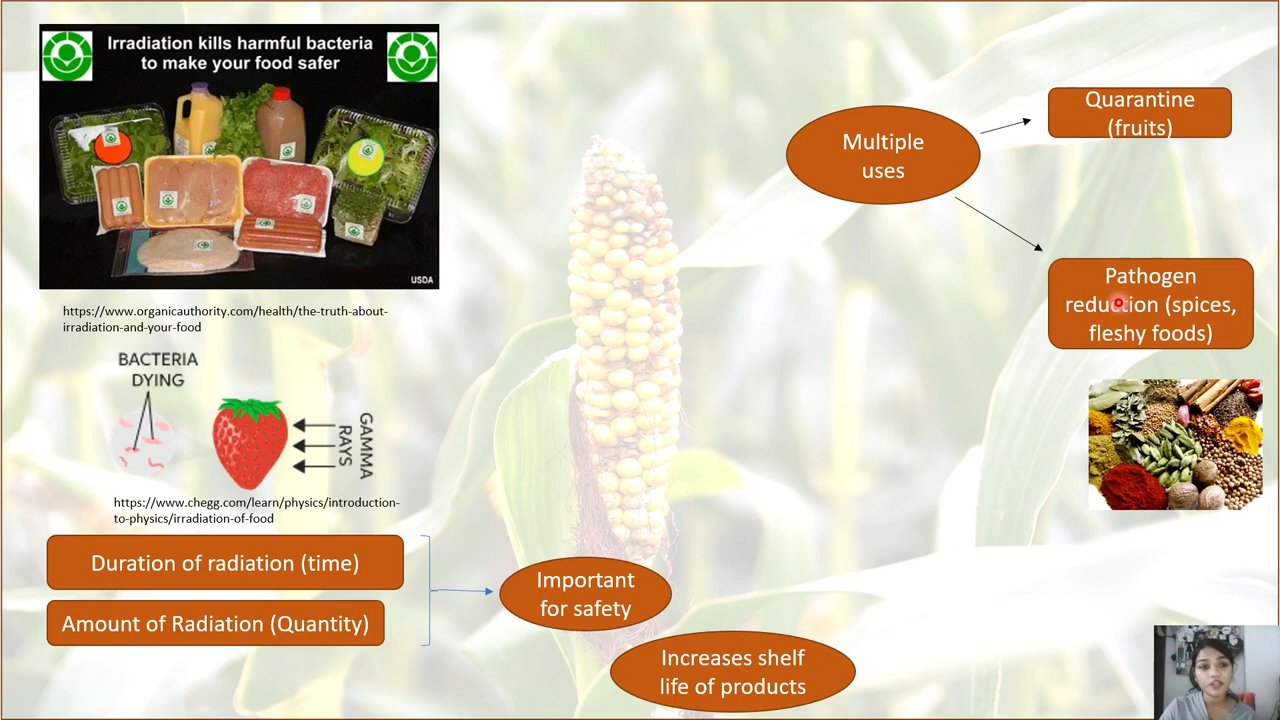 Irradiation kills harmful bacteria
to make your food safer
USDA
https://www.organicauthority.com/health/the-truth-about-
irradiation-and-your-food
BACTERIA
DYING
GAMMA
RAYS
https://www.chegg.com/learn/physics/introduction-
to-physics/irradiation-of-food
Duration of radiation (time)
Amount of Radiation (Quantity)
Important
for safety
Increases shelf
life of products
Multiple
uses
Quarantine
(fruits)
Pathogen
reduction (spices,
fleshy foods)